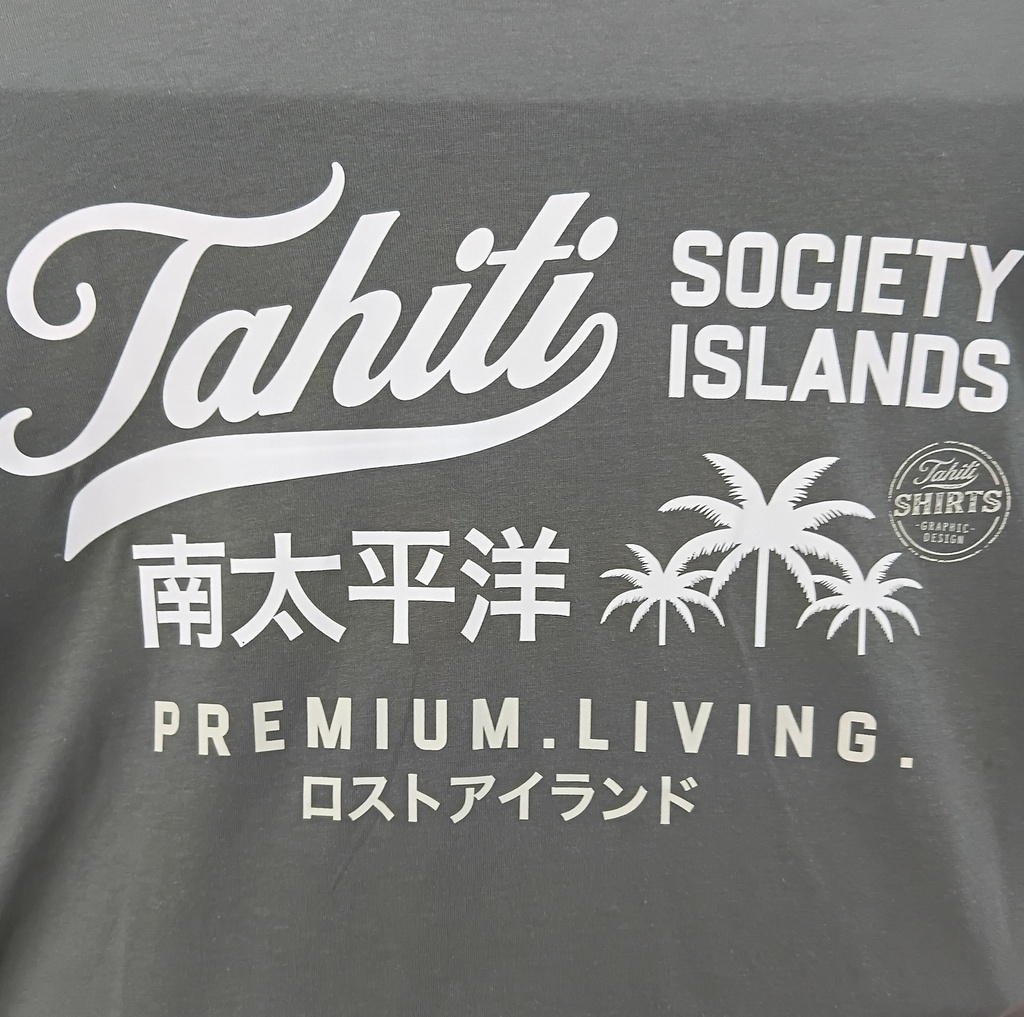 Tahiti
SOCIETY
ISLANDS
Tahiti
SHIRTS
-GRAPHIC-
DESIGN
南太平洋
PREMIUM.LIVING.
ロストアイランド